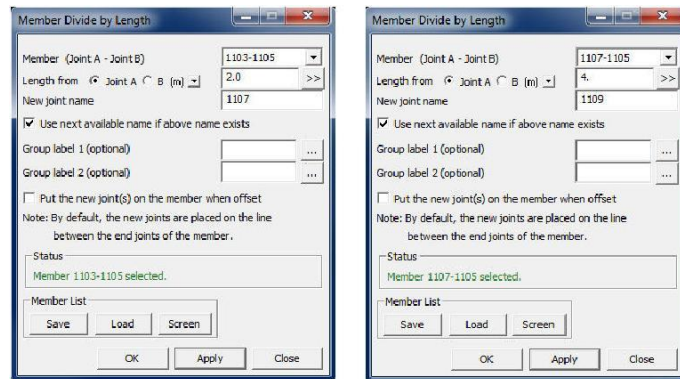 Member Divide by Length
Member (Joint A - Joint B) 1103-1105
Length from Joint A B (m) 2.0 >>
New joint name 1107
Use next available name if above name exists
Group label 1 (optional) ...
Group label 2 (optional) ...
Put the new joint(s) on the member when offset
Note: By default, the new joints are placed on the line
between the end joints of the member.
Status
Member 1103-1105 selected.
Member List
Save Load Screen
OK Apply Close
Member Divide by Length
Member (Joint A - Joint B) 1107-1105
Length from Joint A B (m) 4. >>
New joint name 1109
Use next available name if above name exists
Group label 1 (optional) ...
Group label 2 (optional) ...
Put the new joint(s) on the member when offset
Note: By default, the new joints are placed on the line
between the end joints of the member.
Status
Member 1107-1105 selected.
Member List
Save Load Screen
OK Apply Close